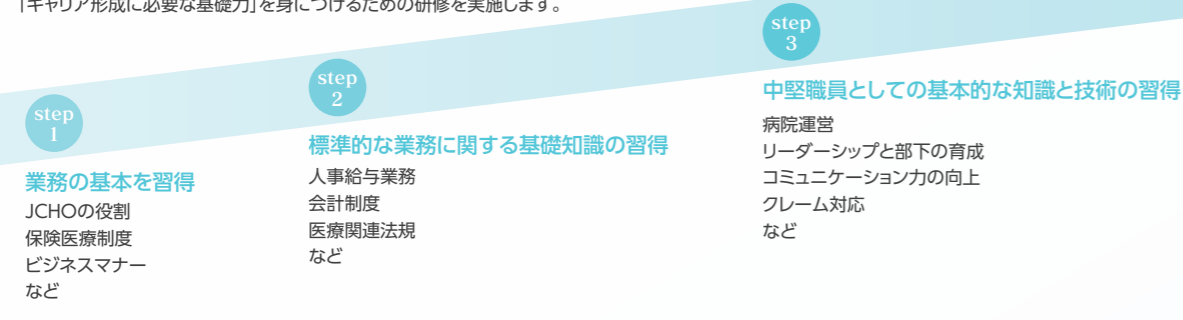 「キャリア形成に必要な基礎力」を身につけるための研修を実施します。
step
1
業務の基本を習得
JCHOの役割
保険医療制度
ビジネスマナー
など
step
2
標準的な業務に関する基礎知識の習得
人事給与業務
会計制度
医療関連法規
など
step
3
中堅職員としての基本的な知識と技術の習得
病院運営
リーダーシップと部下の育成
コミュニケーション力の向上
クレーム対応
など